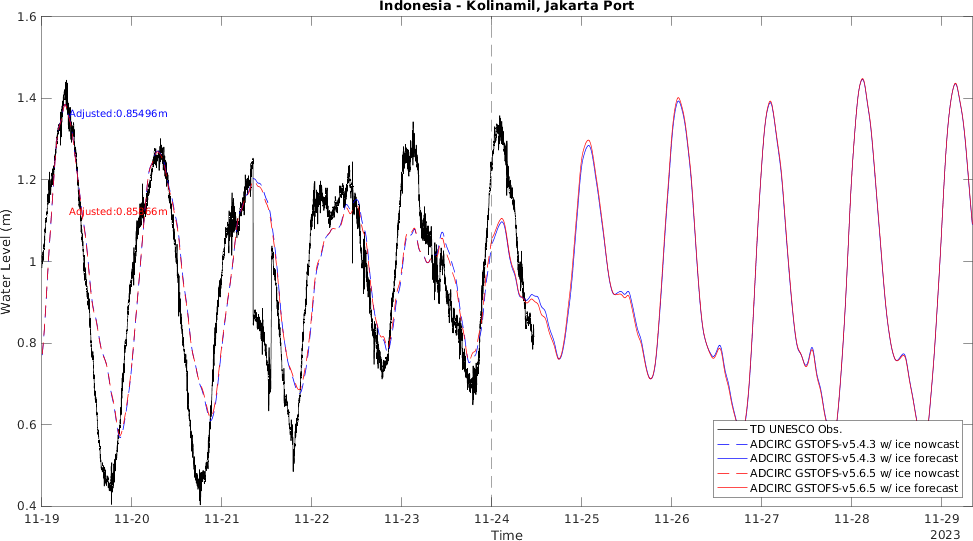 Indonesia - Kolinamil, Jakarta Port
Water Level (m)
1.6
1.4
1.2
1
0.8
0.6
0.4
Adjusted:0.85496m
TD UNESCO Obs.
ADCIRC GSTOFS-v5.4.3 w/ ice nowcast
ADCIRC GSTOFS-v5.4.3 w/ ice forecast
ADCIRC GSTOFS-v5.6.5 w/ ice nowcast
ADCIRC GSTOFS-v5.6.5 w/ ice forecast
11-19
11-20
11-21
11-22
11-23
11-24
11-25
11-26
11-27
11-28
11-29
Time
2023